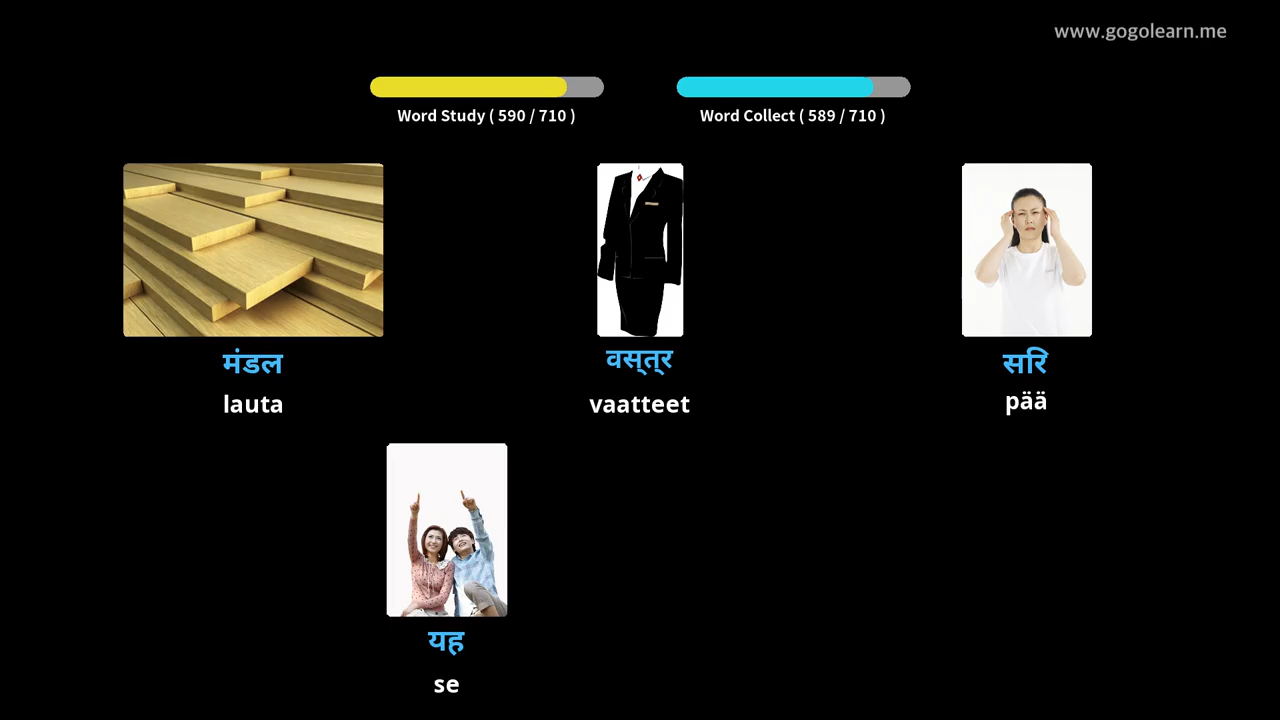 www.gogolearn.me
Word Study ( 590 / 710 )
Word Collect ( 589 / 710 )
मंडल
वस्त्र
सरि
lauta
vaatteet
pää
यह
se